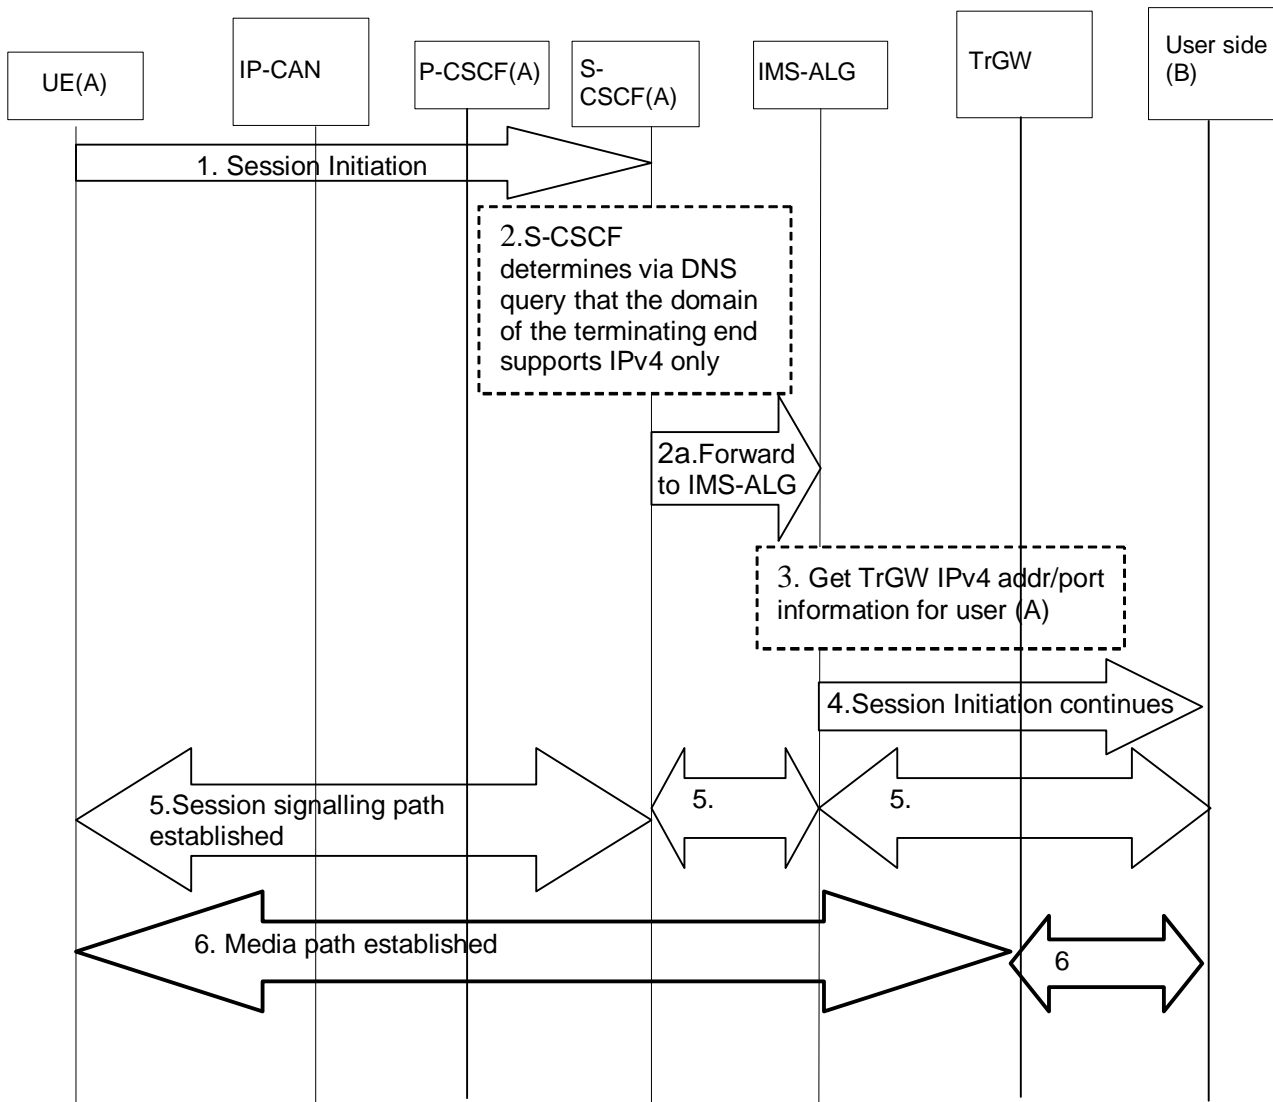 UE(A)
IP-CAN
P-CSCF(A)
S-
CSCF(A)
IMS-ALG
TrGW
User side
(B)
1. Session Initiation
2.S-CSCF
determines via DNS
query that the domain
of the terminating end
supports IPv4 only
2a.Forward
to IMS-ALG
3. Get TrGW IPv4 addr/port
information for user (A)
4.Session Initiation continues
5.Session signalling path
established
5.
5.
6. Media path established
6